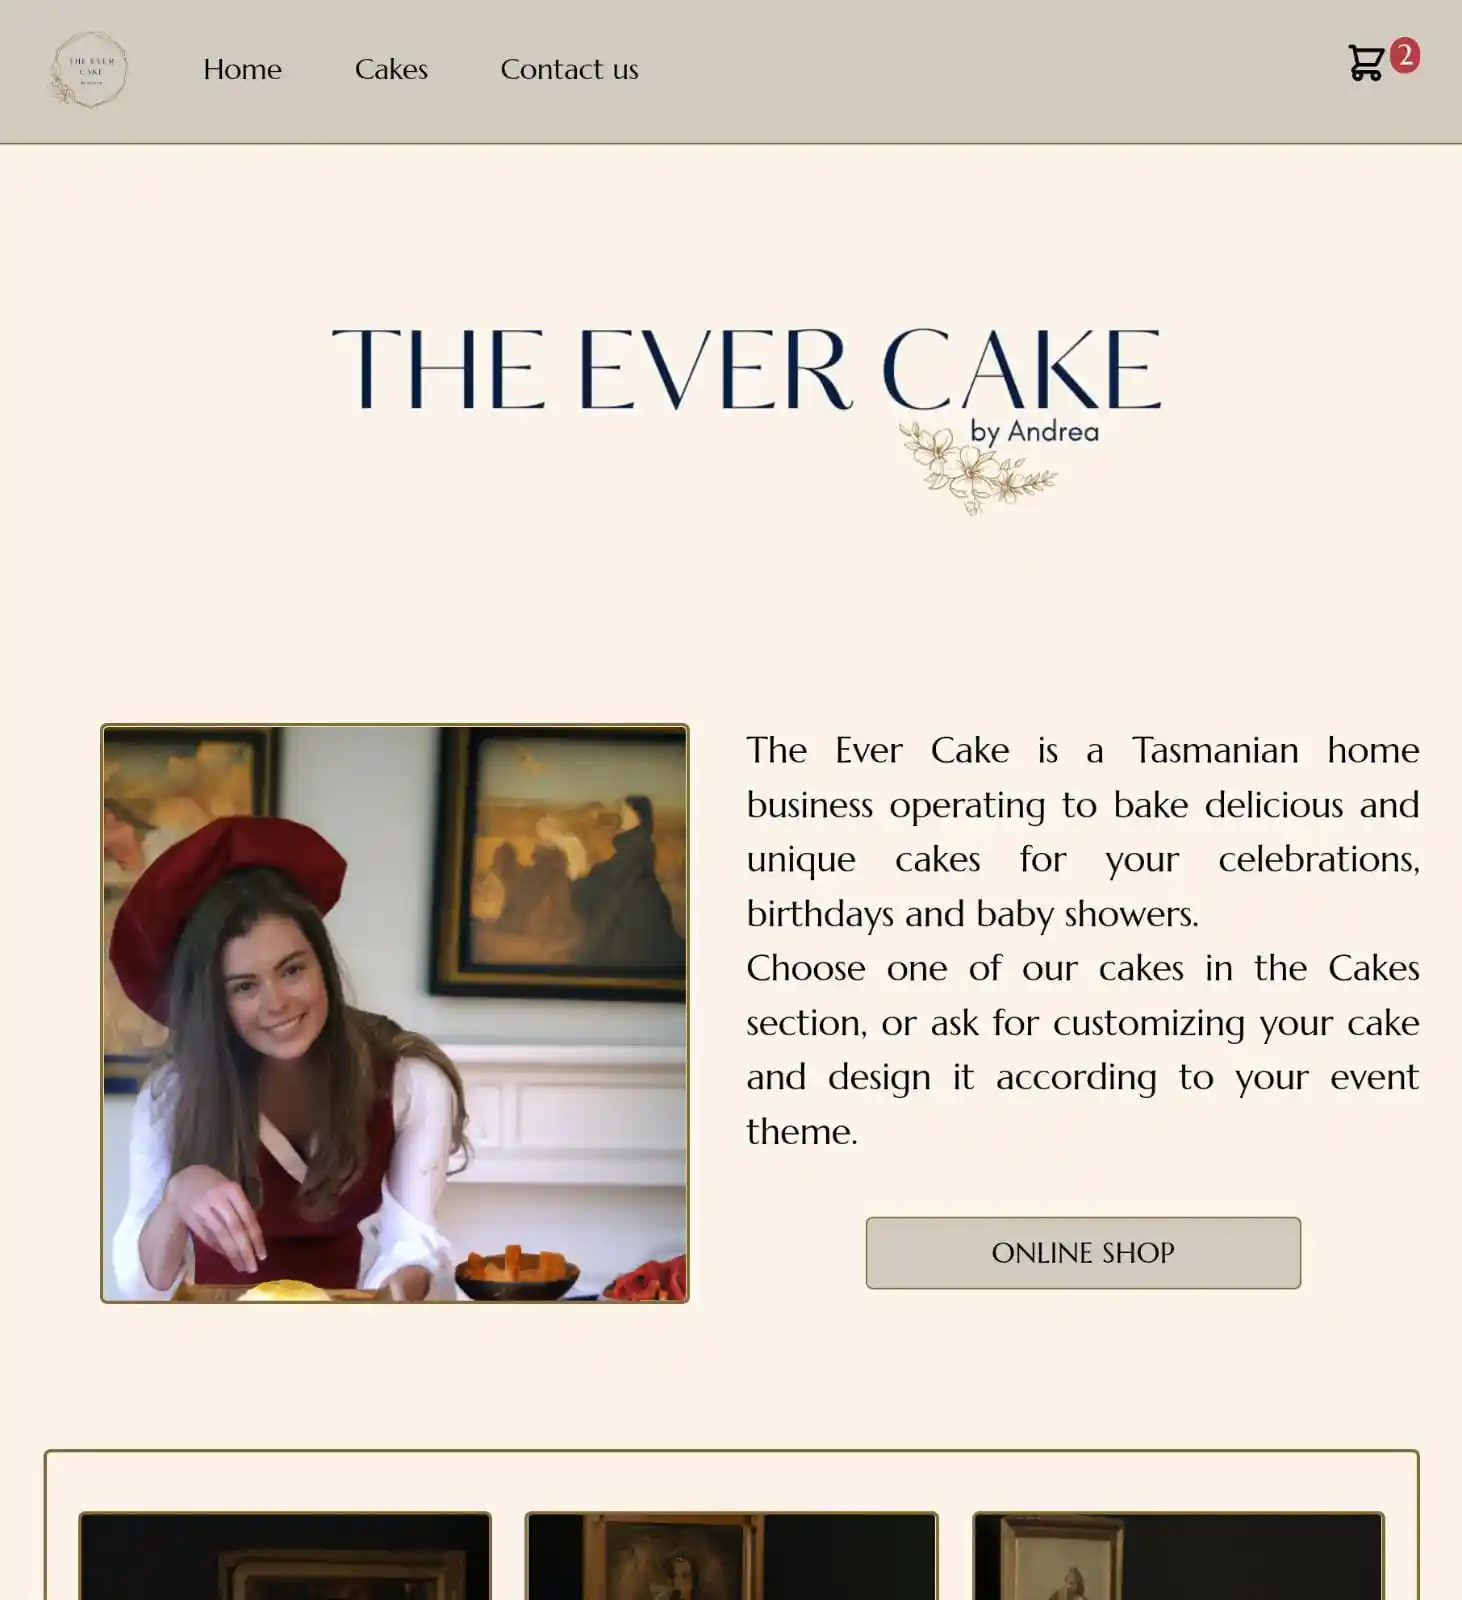 THE EVER
CAKE
Home
Cakes
Contact us
2
THE EVER CAKE
by Andrea
The Ever Cake is a Tasmanian home
business operating to bake delicious and
unique cakes for your celebrations,
birthdays and baby showers.
Choose one of our cakes in the Cakes
section, or ask for customizing your cake
and design it according to your event
theme.
ONLINE SHOP